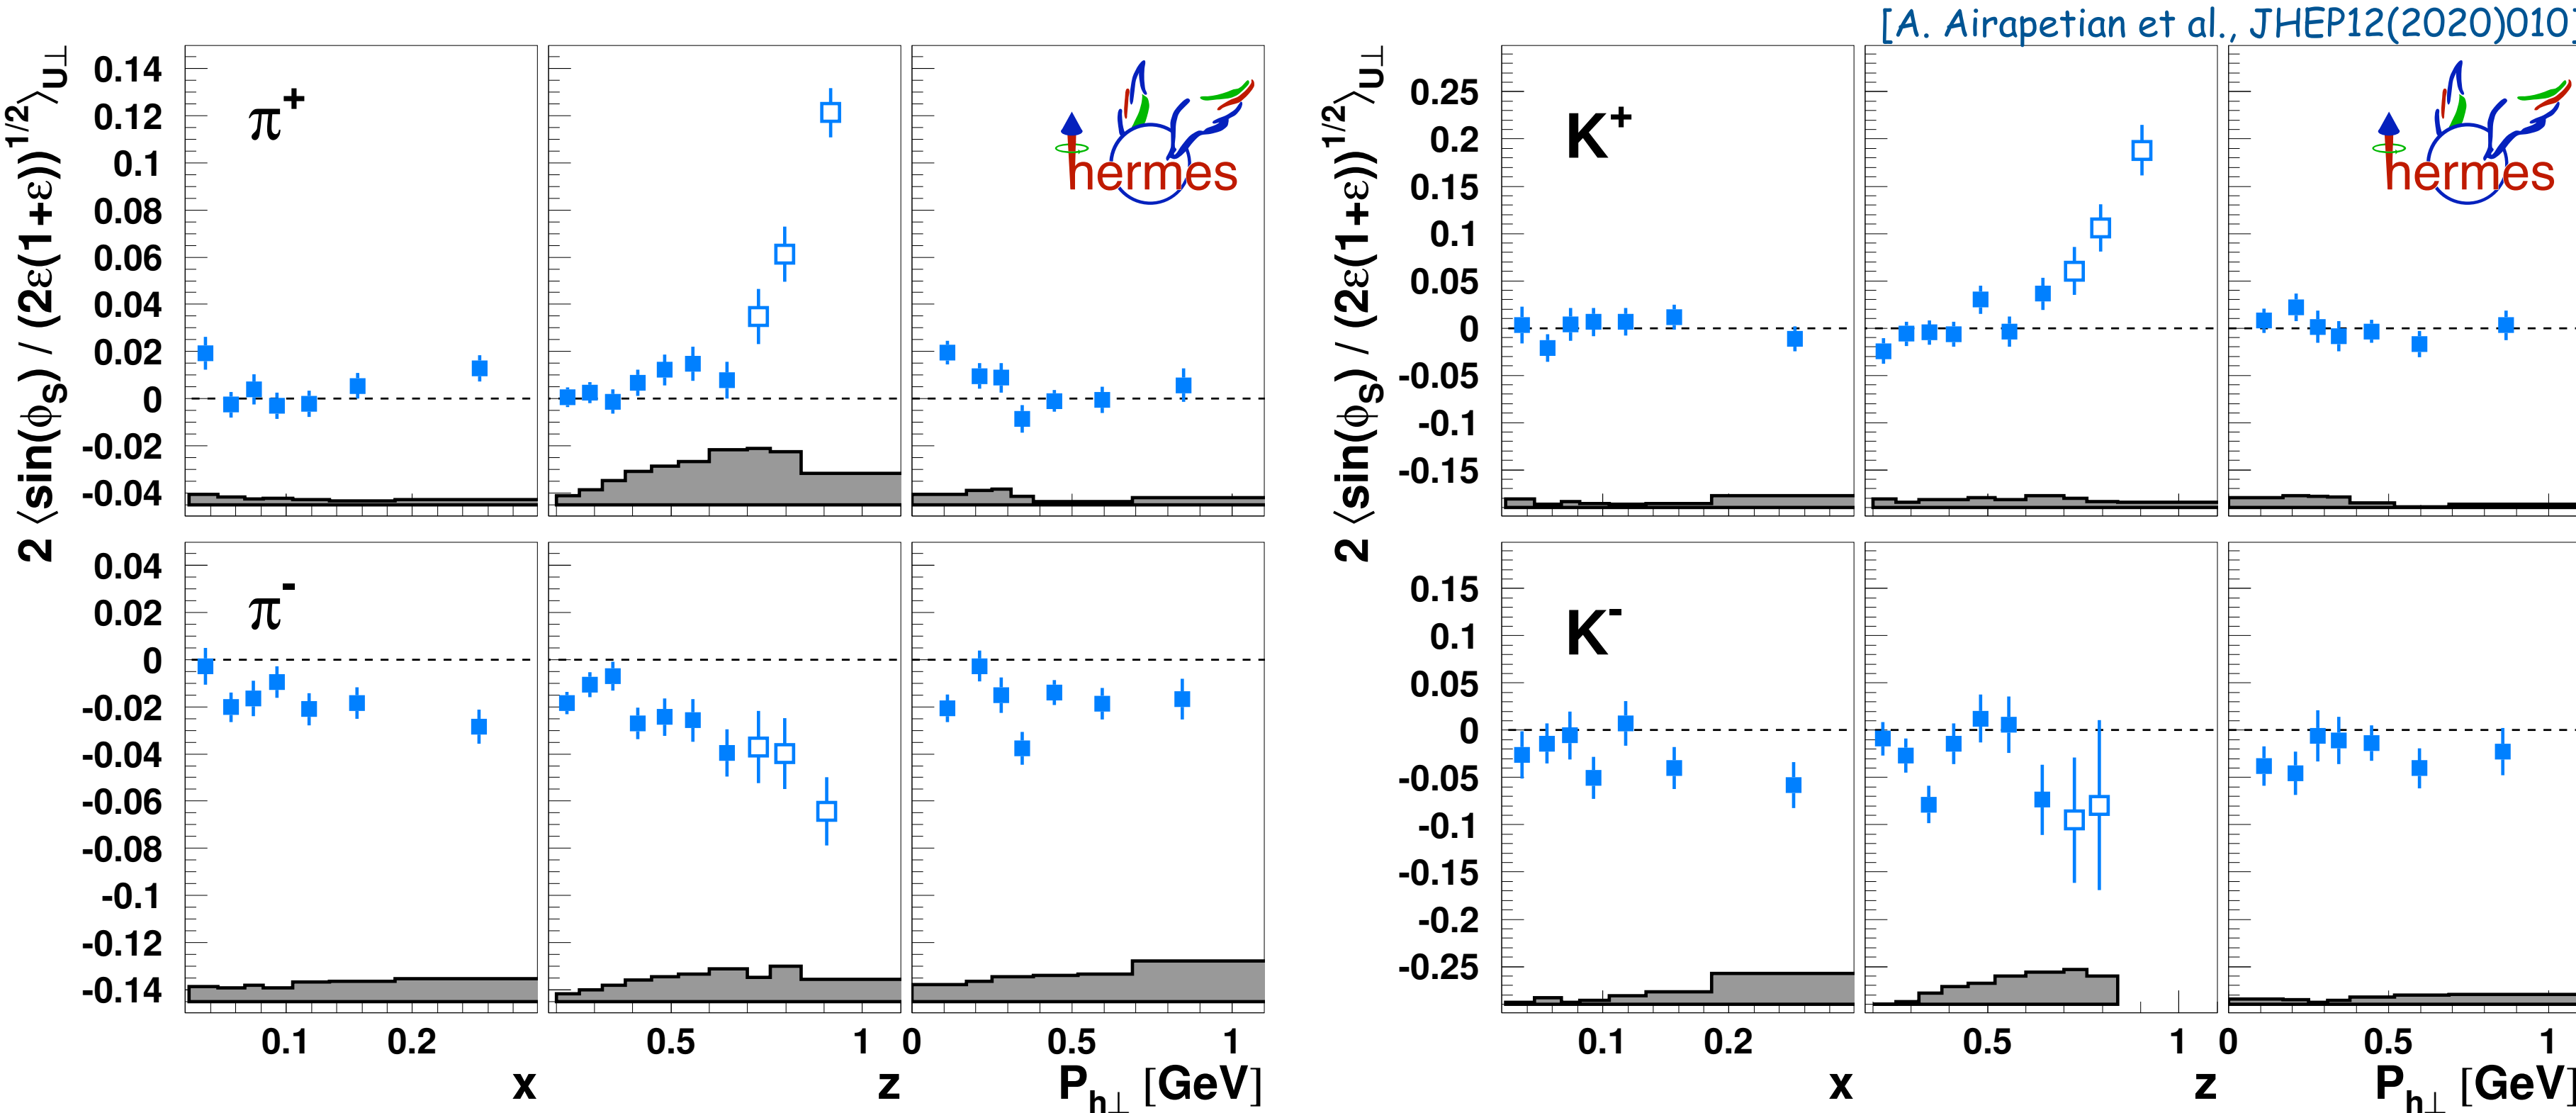 [A. Airapetian et al., JHEP12(2020)010]
2 ⟨sin(ϕ_S) / (2ε(1+ε))^{1/2}⟩_{U⊥}
π⁺
0.14
0.12
0.1
0.08
0.06
0.04
0.02
0
-0.02
-0.04
hermes
π⁻
0.04
0.02
0
-0.02
-0.04
-0.06
-0.08
-0.1
-0.12
-0.14
0.1 0.2
0.5 1
0 0.5 1
x
z
P_{h⊥} [GeV]
2 ⟨sin(ϕ_S) / (2ε(1+ε))^{1/2}⟩_{U⊥}
K⁺
0.25
0.2
0.15
0.1
0.05
0
-0.05
-0.1
-0.15
hermes
K⁻
0.15
0.1
0.05
0
-0.05
-0.1
-0.15
-0.2
-0.25
0.1 0.2
0.5 1
0 0.5 1
x
z
P_{h⊥} [GeV]